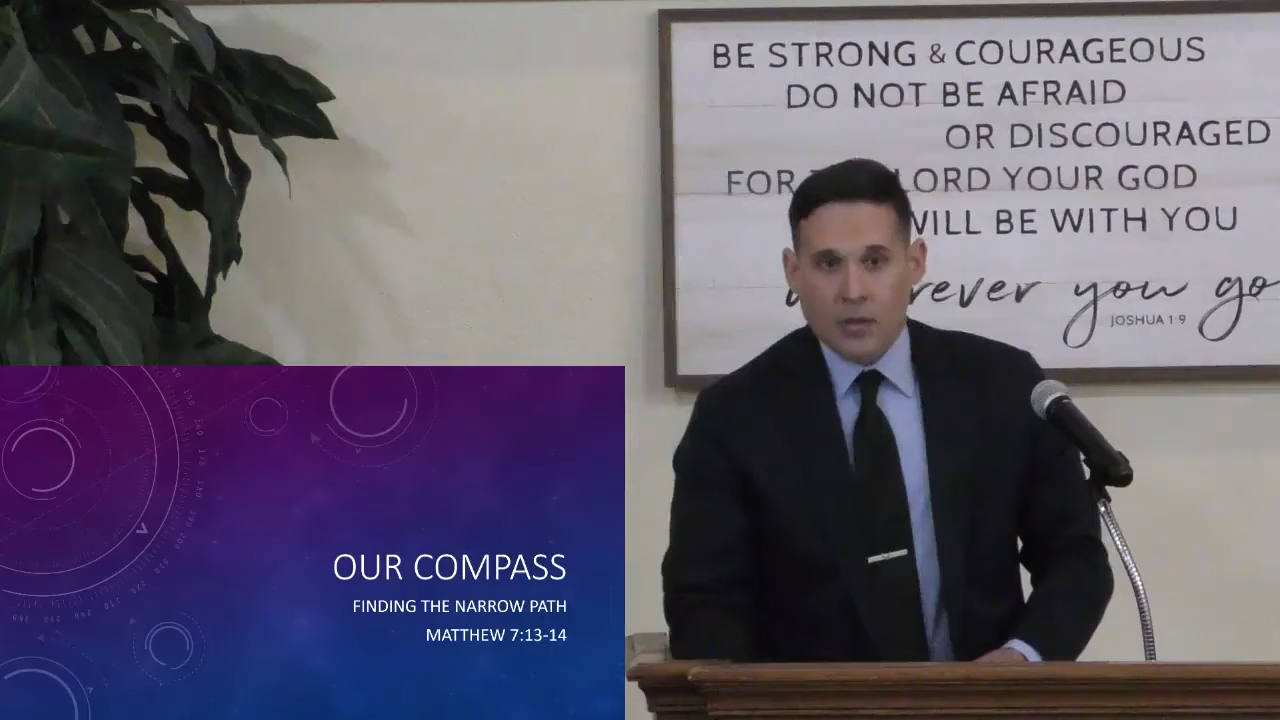 BE STRONG & COURAGEOUS
DO NOT BE AFRAID
OR DISCOURAGED
FOR LORD YOUR GOD
WILL BE WITH YOU
you go
JOSHUA 1:9
OUR COMPASS
FINDING THE NARROW PATH
MATTHEW 7:13-14